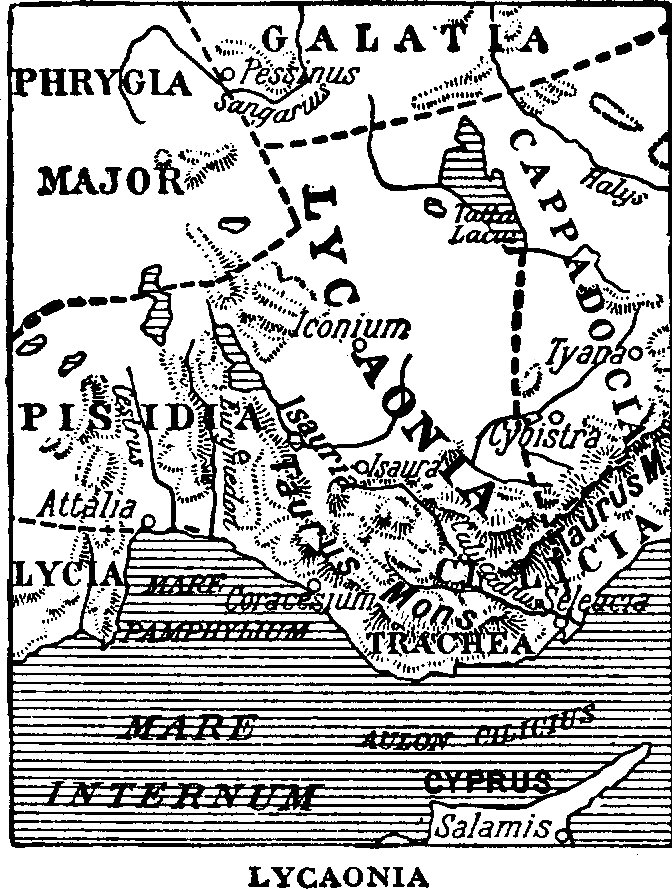 GALATIA
PHRYGIA
Pessinus
Sangarius
MAJOR
CAPPADOCIA
Halys
LYCAONIA
Tatta
Lacus
Iconium
Tyana
PISIDIA
Cestrus
Eurymedon
Isauria
Isaura
Cybistra
Attalia
Taurus
Mons
Taurus M
LYCIA
MARE
PAMPHYLIUM
Coracesium
CILICIA
Calycadnus
Seleucia
TRACHEA
MARE
INTERNUM
AULON CILICIUS
CYPRUS
Salamis
LYCAONIA